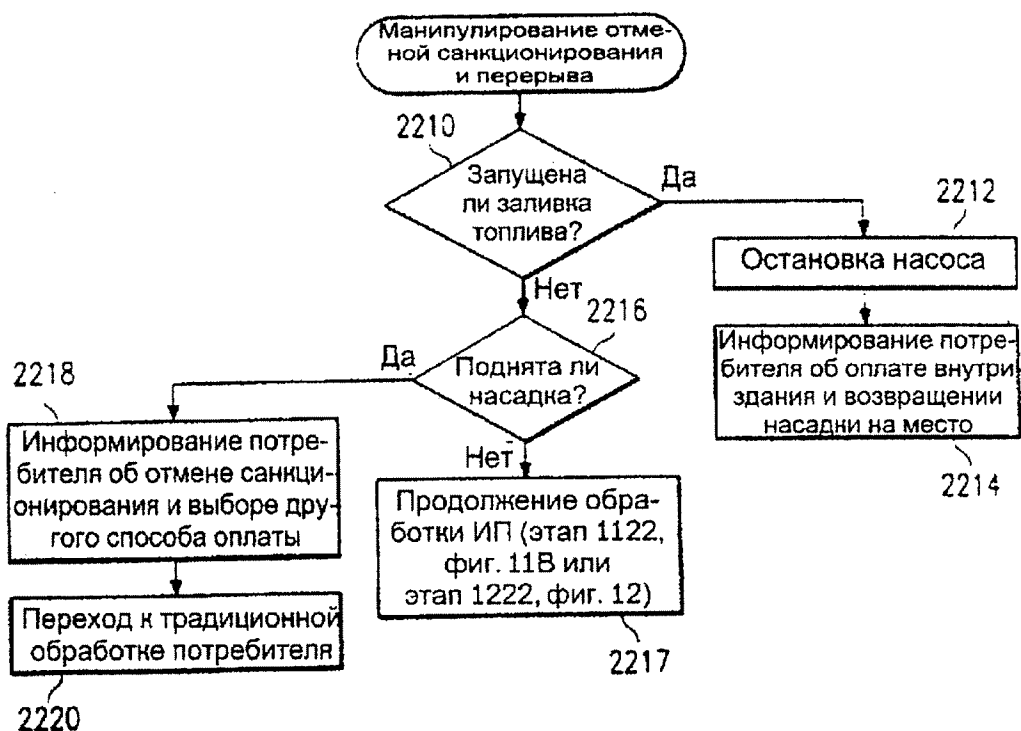 Манипулирование отме-
ной санкционирования
и перерыва
2210
Запущена
ли заливка
топлива?
Да
2212
Остановка насоса
Нет
2216
Информирование потре-
бителя об оплате внутри
здания и возвращении
насадки на место
2214
Да
Поднята ли
насадка?
2218
Информирование потре-
бителя об отмене санкци-
онирования и выборе дру-
гого способа оплаты
Нет
Продолжение обра-
ботки ИП (этап 1122,
фиг. 11В или
этап 1222, фиг. 12)
2217
Переход к традиционной
обработке потребителя
2220